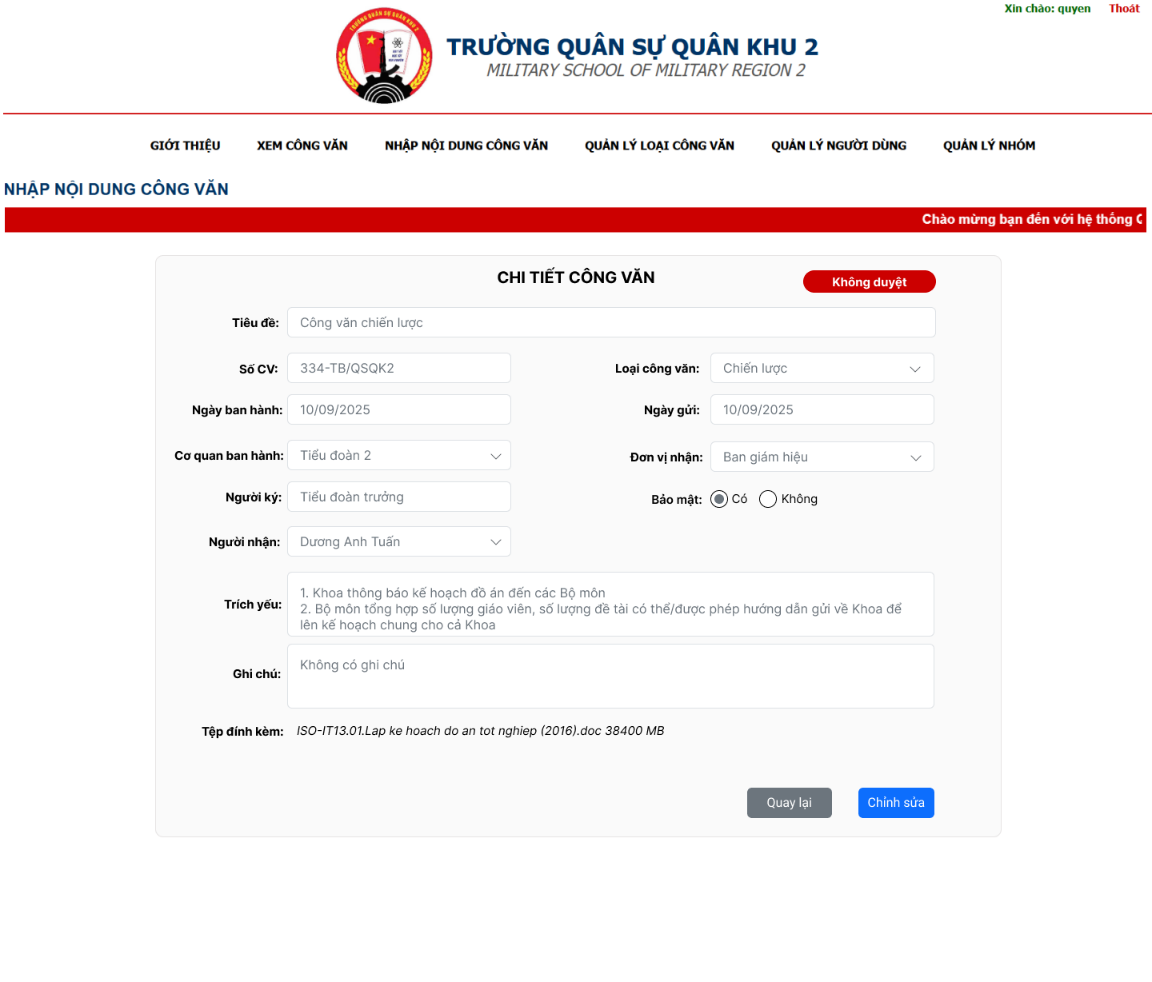 Xin chào: quyen Thoát
TRƯỜNG QUÂN SỰ QUÂN KHU 2
TRƯỜNG QUÂN SỰ QUÂN KHU 2
MILITARY SCHOOL OF MILITARY REGION 2
GIỚI THIỆU XEM CÔNG VĂN NHẬP NỘI DUNG CÔNG VĂN QUẢN LÝ LOẠI CÔNG VĂN QUẢN LÝ NGƯỜI DÙNG QUẢN LÝ NHÓM
NHẬP NỘI DUNG CÔNG VĂN
Chào mừng bạn đến với hệ thống
CHI TIẾT CÔNG VĂN
Không duyệt
Tiêu đề: Công văn chiến lược
Số CV: 334-TB/QSQK2 Loại công văn: Chiến lược
Ngày ban hành: 10/09/2025 Ngày gửi: 10/09/2025
Cơ quan ban hành: Tiểu đoàn 2 Đơn vị nhận: Ban giám hiệu
Người ký: Tiểu đoàn trưởng Bảo mật: Có Không
Người nhận: Dương Anh Tuấn
Trích yếu: 1. Khoa thông báo kế hoạch đồ án đến các Bộ môn
2. Bộ môn tổng hợp số lượng giáo viên, số lượng đề tài có thể/được phép hướng dẫn gửi về Khoa để
lên kế hoạch chung cho cả Khoa
Ghi chú: Không có ghi chú
Tệp đính kèm: ISO-IT13.01.Lap ke hoach do an tot nghiep (2016).doc 38400 MB
Quay lại Chỉnh sửa